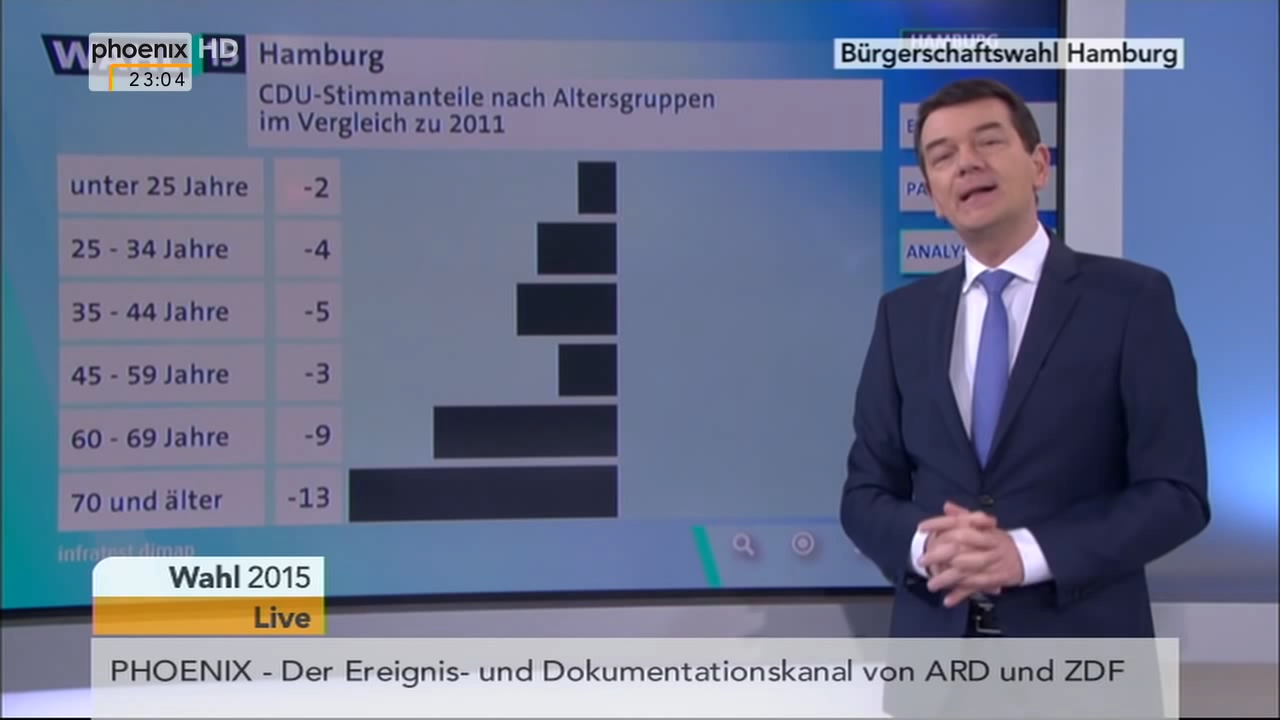 phoenix HD
23:04
Hamburg
CDU-Stimmanteile nach Altersgruppen
im Vergleich zu 2011
HAMBURG
Bürgerschaftswahl Hamburg
unter 25 Jahre -2
25 - 34 Jahre -4
35 - 44 Jahre -5
45 - 59 Jahre -3
60 - 69 Jahre -9
70 und älter -13
infratest dimap
Wahl 2015
Live
PHOENIX - Der Ereignis- und Dokumentationskanal von ARD und ZDF